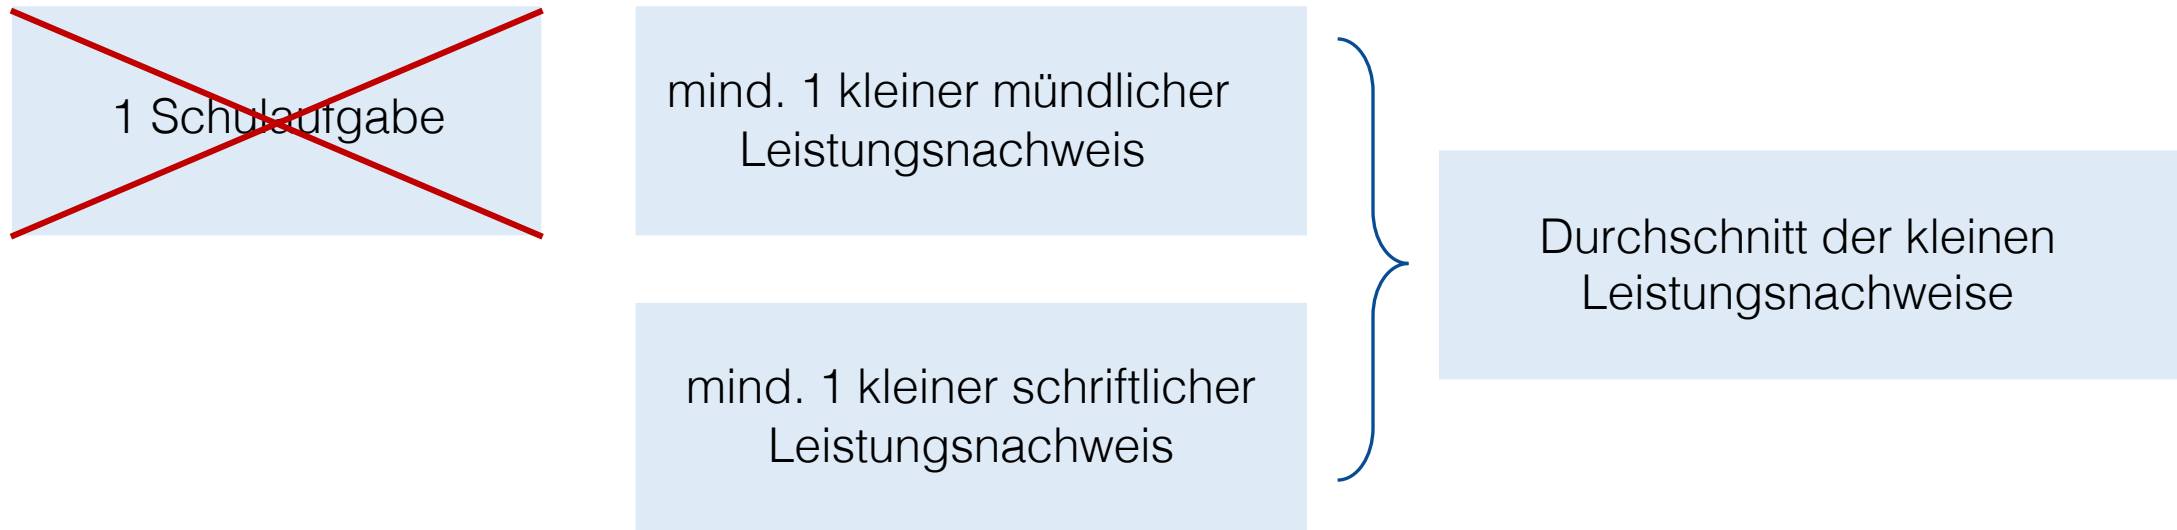 1 Schulaufgabe
mind. 1 kleiner mündlicher
Leistungsnachweis
mind. 1 kleiner schriftlicher
Leistungsnachweis
Durchschnitt der kleinen
Leistungsnachweise